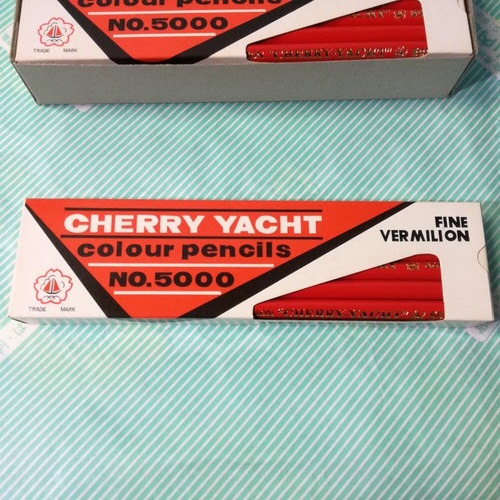 colour pencils
NO.5000
TRADE MARK
"CHERRY YACHT"
CHERRY YACHT
colour pencils
NO.5000
FINE
VERMILION
TRADE MARK
"CHERRY YACHT"